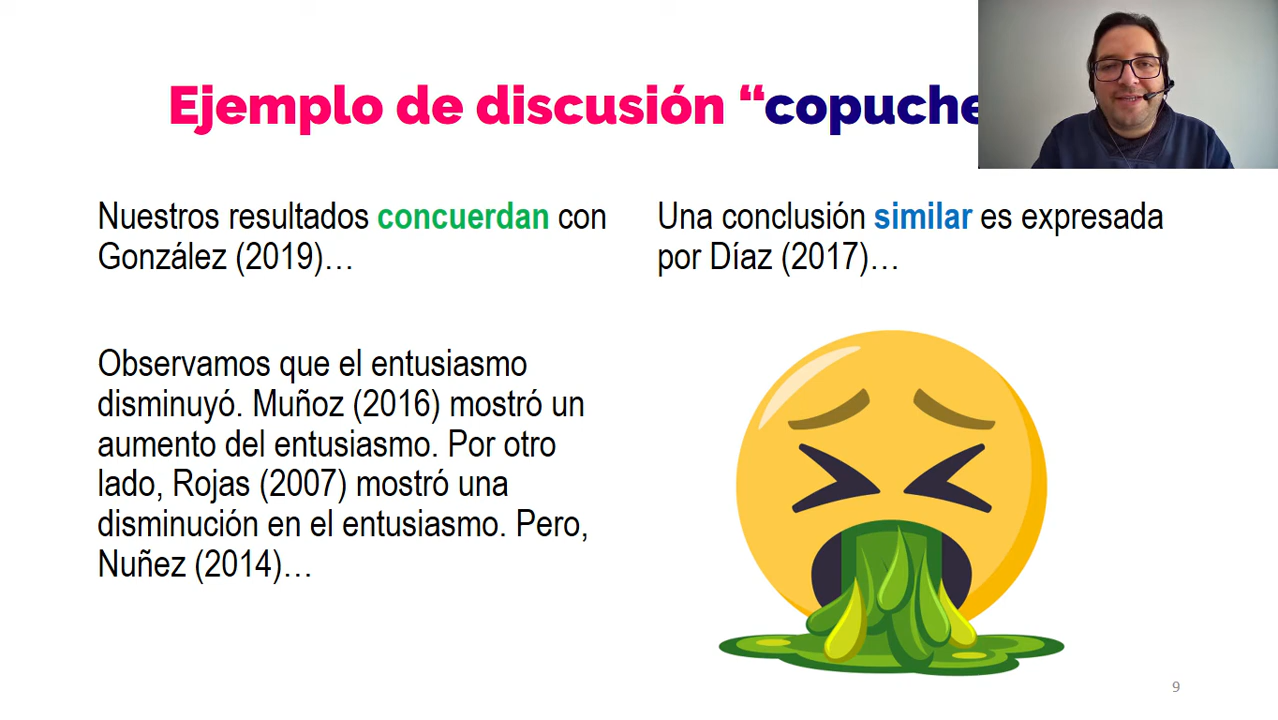 Ejemplo de discusión “copuche
Nuestros resultados concuerdan con
González (2019)…
Observamos que el entusiasmo
disminuyó. Muñoz (2016) mostró un
aumento del entusiasmo. Por otro
lado, Rojas (2007) mostró una
disminución en el entusiasmo. Pero,
Nuñez (2014)…
Una conclusión similar es expresada
por Díaz (2017)…
9